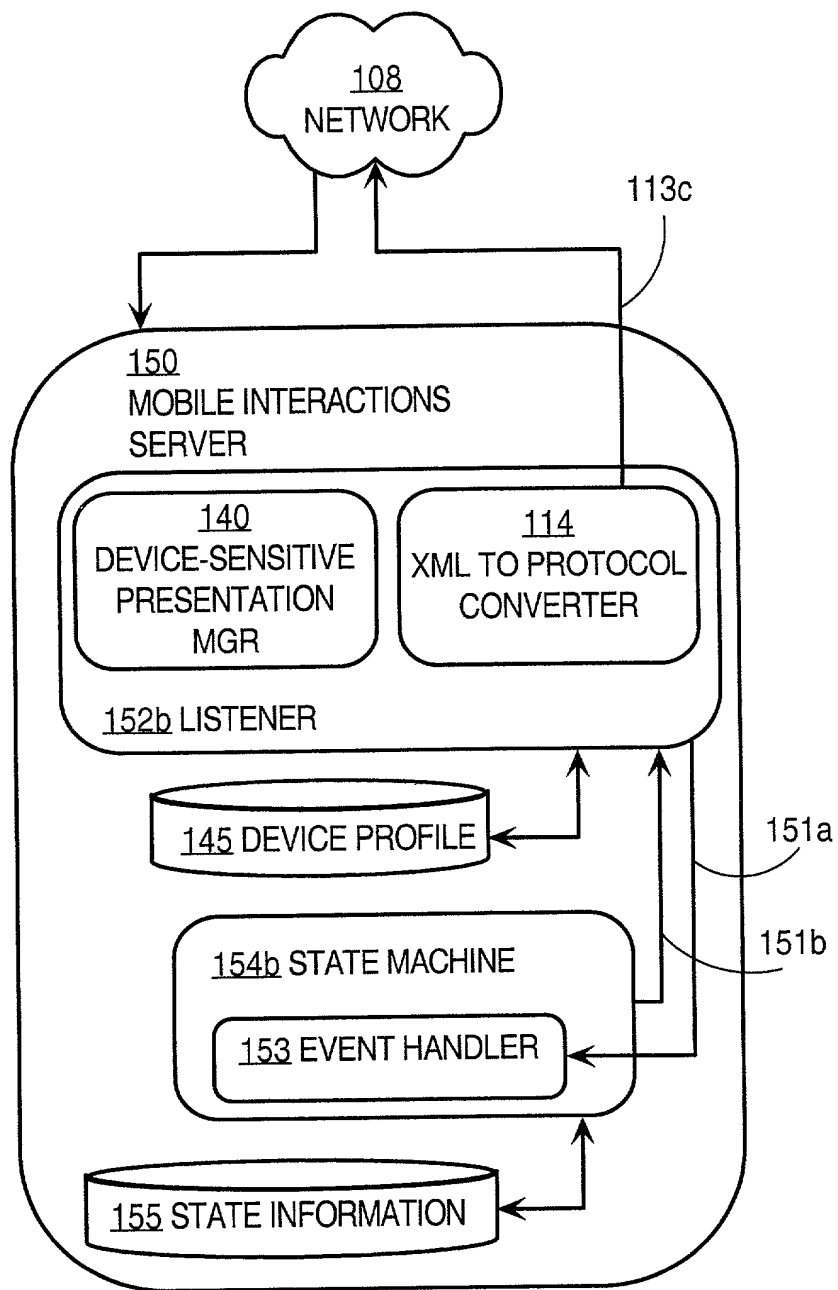 108
NETWORK
113c
150
MOBILE INTERACTIONS
SERVER
140
DEVICE-SENSITIVE
PRESENTATION
MGR
114
XML TO PROTOCOL
CONVERTER
152b LISTENER
145 DEVICE PROFILE
151a
151b
154b STATE MACHINE
153 EVENT HANDLER
155 STATE INFORMATION